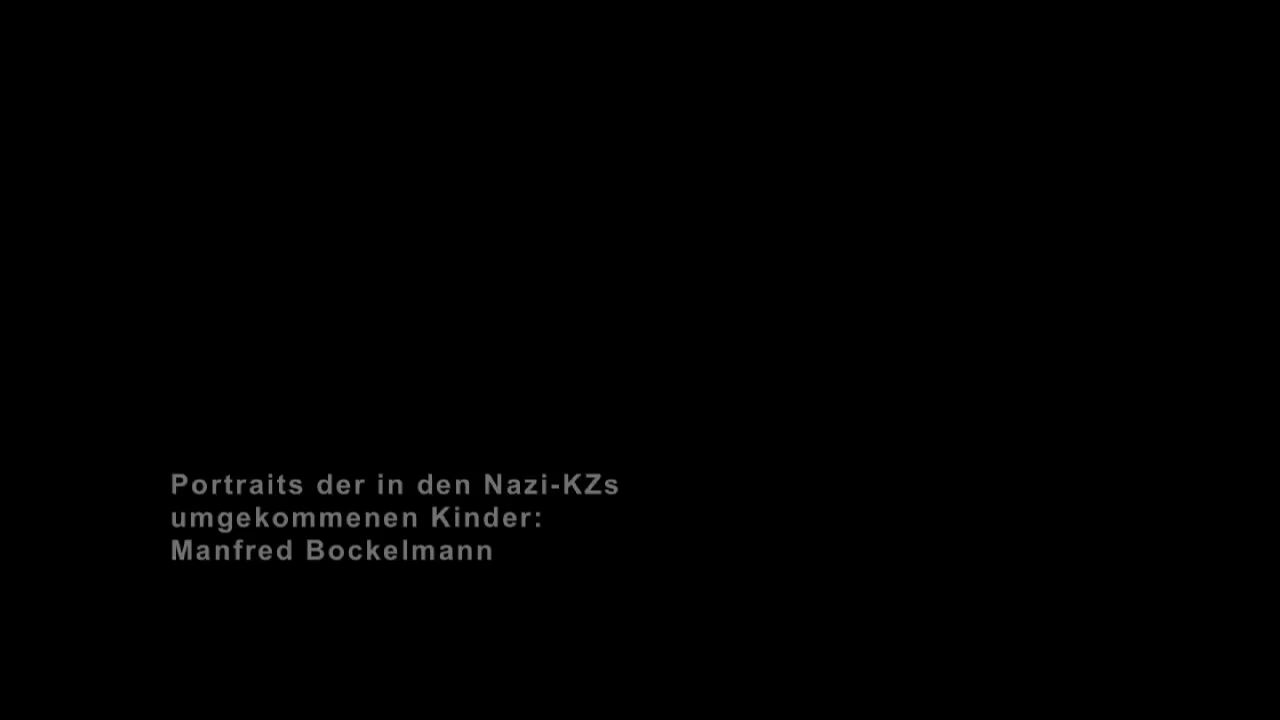 Portraits der in den Nazi-KZs
umgekommenen Kinder:
Manfred Bockelmann